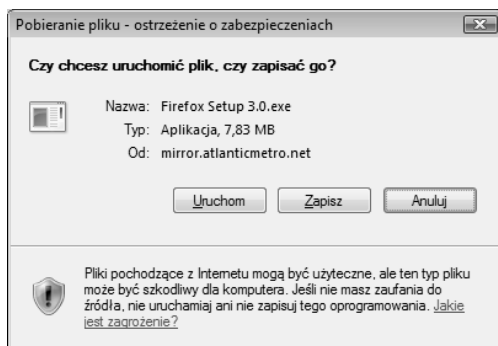 Pobieranie pliku - ostrzeżenie o zabezpieczeniach
Czy chcesz uruchomić plik, czy zapisać go?
Nazwa: Firefox Setup 3.0.exe
Typ: Aplikacja, 7,83 MB
Od: mirror.atlanticmetro.net
Uruchom Zapisz Anuluj
Pliki pochodzące z Internetu mogą być użyteczne, ale ten typ pliku
może być szkodliwy dla komputera. Jeśli nie masz zaufania do
źródła, nie uruchamiaj ani nie zapisuj tego oprogramowania. Jakie
jest zagrożenie?